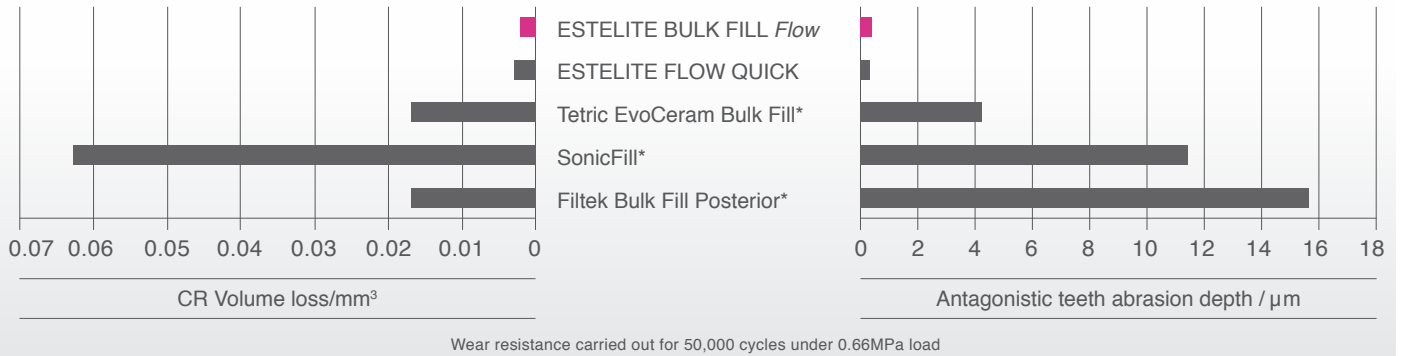 ESTELITE BULK FILL Flow
ESTELITE FLOW QUICK
Tetric EvoCeram Bulk Fill*
SonicFill*
Filtek Bulk Fill Posterior*
0.07 0.06 0.05 0.04 0.03 0.02 0.01 0
0 2 4 6 8 10 12 14 16 18
CR Volume loss/mm³
Antagonistic teeth abrasion depth / µm
Wear resistance carried out for 50,000 cycles under 0.66MPa load